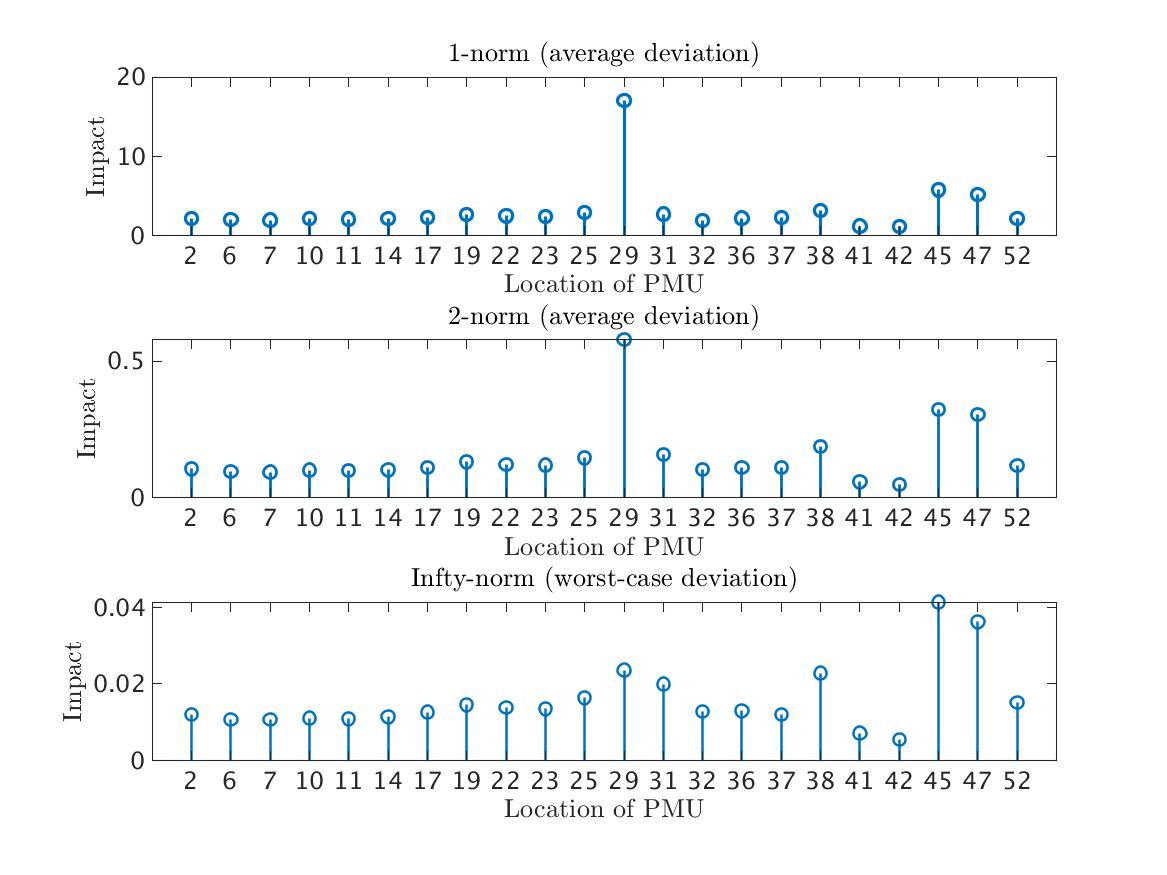 1-norm (average deviation)
20
10
0
Impact
2 6 7 10 11 14 17 19 22 23 25 29 31 32 36 37 38 41 42 45 47 52
Location of PMU
2-norm (average deviation)
0.5
0
Impact
2 6 7 10 11 14 17 19 22 23 25 29 31 32 36 37 38 41 42 45 47 52
Location of PMU
Infty-norm (worst-case deviation)
0.04
0.02
0
Impact
2 6 7 10 11 14 17 19 22 23 25 29 31 32 36 37 38 41 42 45 47 52
Location of PMU